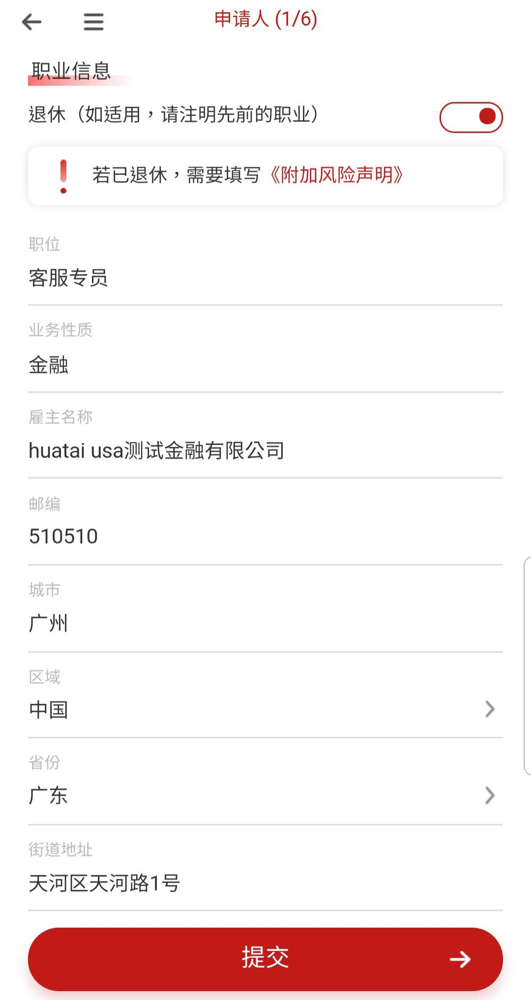 申请人 (1/6)
职业信息
退休（如适用，请注明先前的职业）
若已退休，需要填写《附加风险声明》
职位
客服专员
业务性质
金融
雇主名称
huatai usa测试金融有限公司
邮编
510510
城市
广州
区域
中国
省份
广东
街道地址
天河区天河路1号
提交